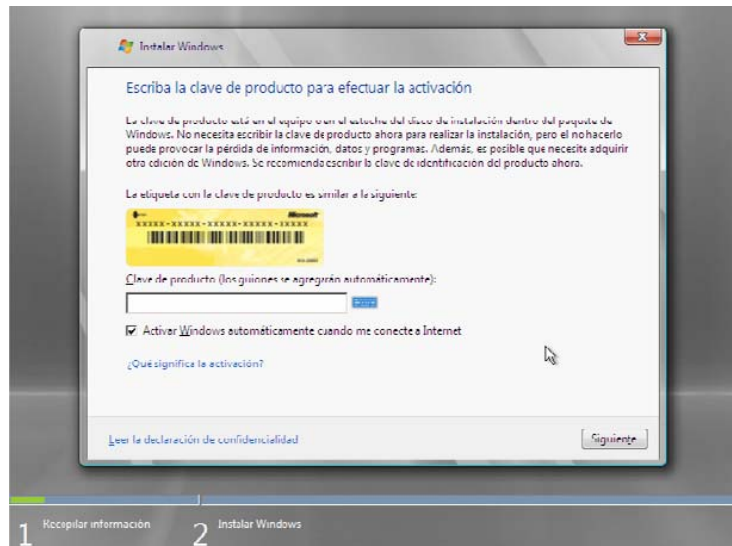 Instalar Windows
Escriba la clave de producto para efectuar la activación
La clave de producto está en el equipo o en el estuche del disco de instalación dentro del paquete de
Windows. No necesita escribir la clave de producto ahora para realizar la instalación, pero el no hacerlo
puede provocar la pérdida de información, datos y programas. Además, es posible que necesite adquirir
otra edición de Windows. Se recomienda escribir la clave de identificación del producto ahora.
La etiqueta con la clave de producto es similar a la siguiente:
Microsoft
XXXXX-XXXXX-XXXXX-XXXXX-XXXXX
Clave de producto (los guiones se agregarán automáticamente):
Activar Windows automáticamente cuando me conecte a Internet
¿Qué significa la activación?
Leer la declaración de confidencialidad
Siguiente
1 Recopilar información
2 Instalar Windows